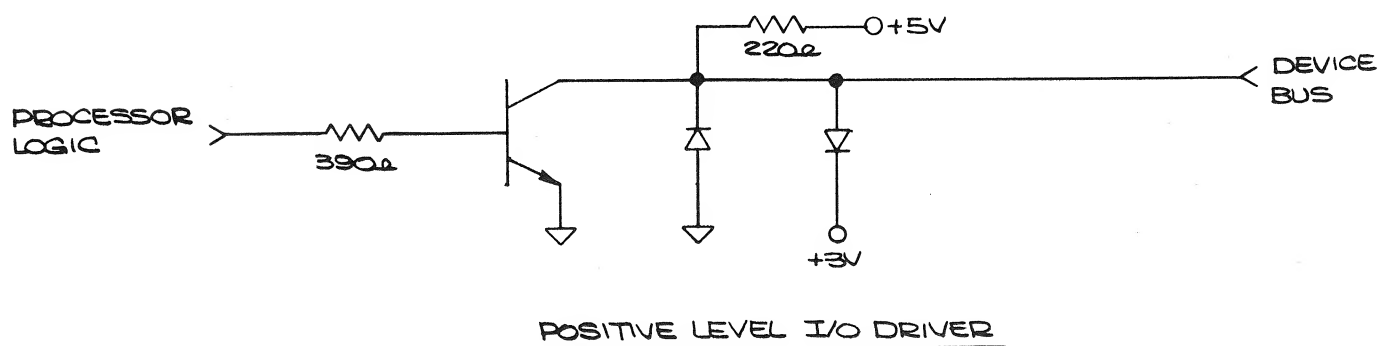 +5V
220Ω
DEVICE
BUS
PROCESSOR
LOGIC
390Ω
+3V
POSITIVE LEVEL I/O DRIVER